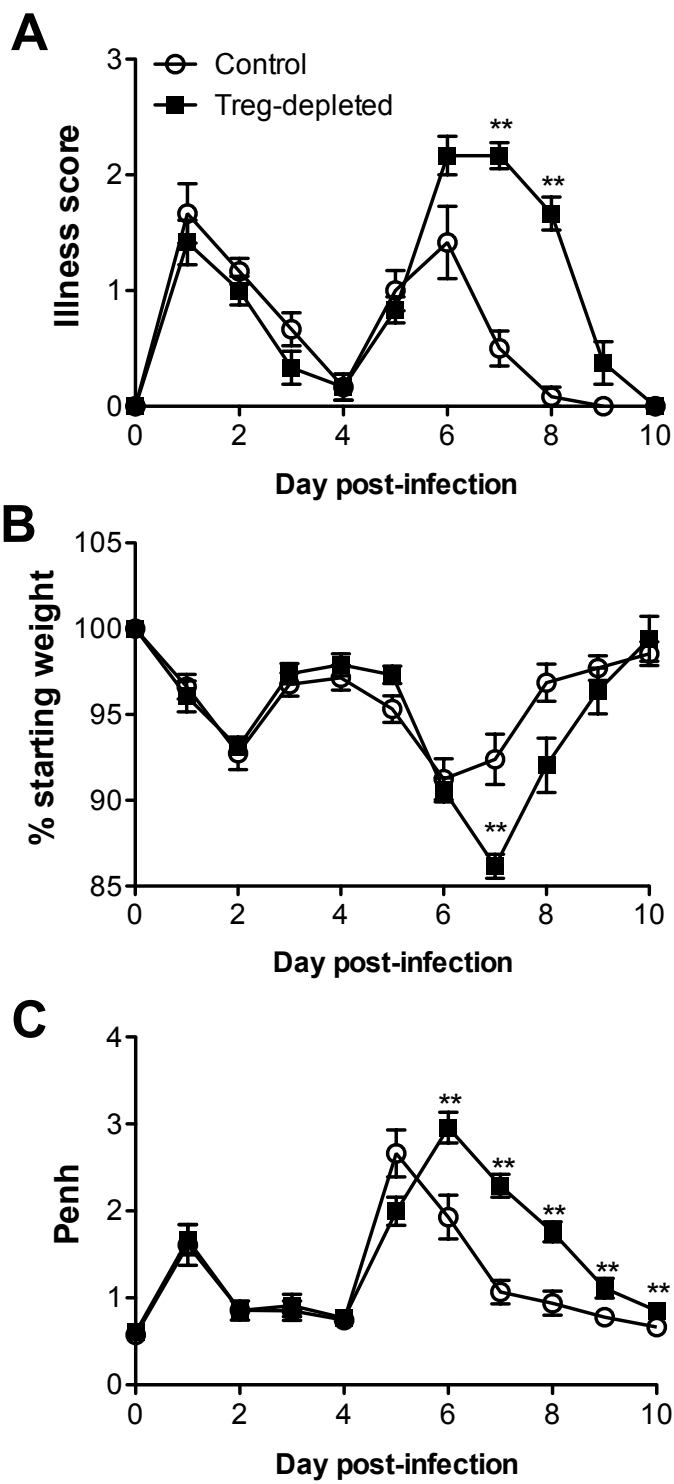 A
Control
Treg-depleted
Illness score
3
2
1
0
**
**
0 2 4 6 8 10
Day post-infection
B
% starting weight
105
100
95
90
85
**
0 2 4 6 8 10
Day post-infection
C
Penh
4
3
2
1
0
**
**
**
**
**
0 2 4 6 8 10
Day post-infection